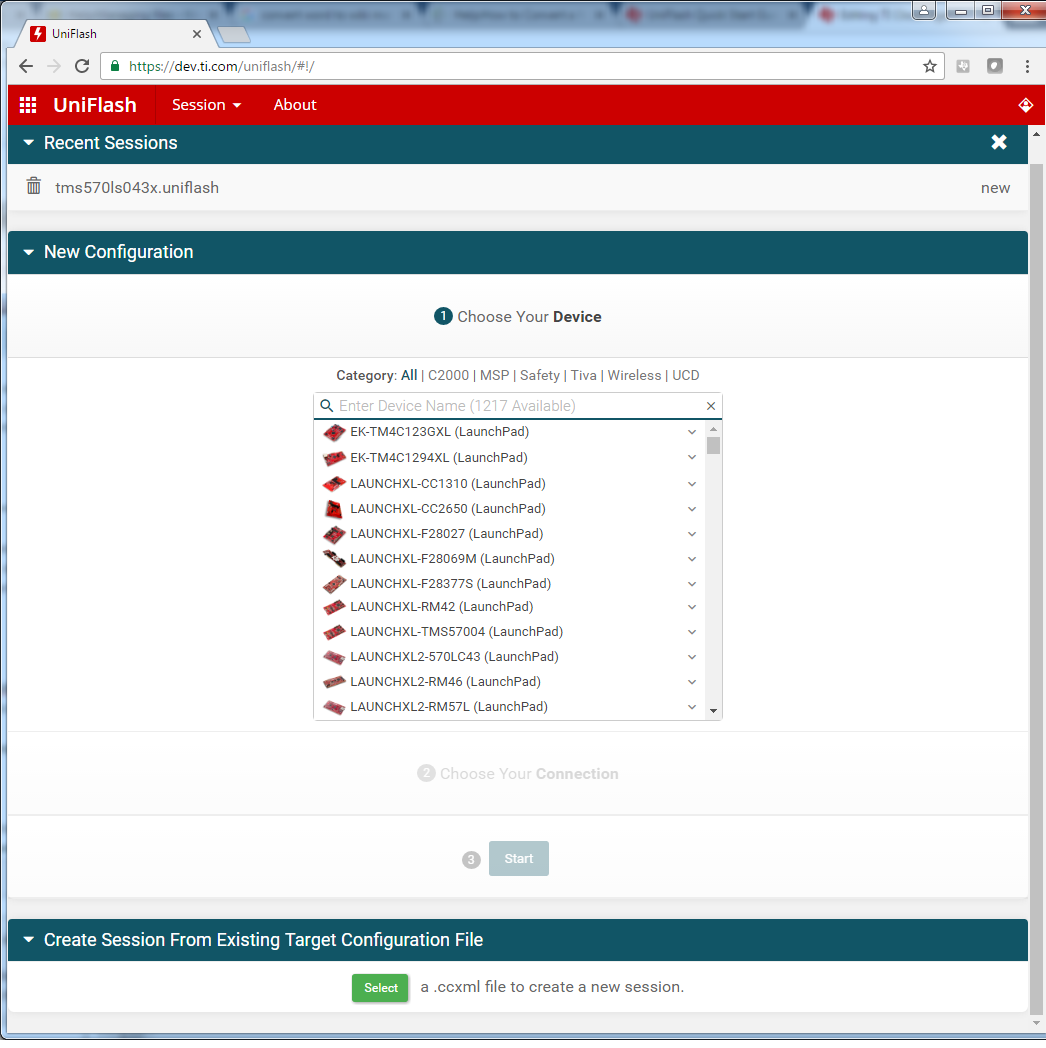 UniFlash
https://dev.ti.com/uniflash/#!/
UniFlash Session About
Recent Sessions
tms570ls043x.uniflash new
New Configuration
1 Choose Your Device
Category: All | C2000 | MSP | Safety | Tiva | Wireless | UCD
Enter Device Name (1217 Available)
EK-TM4C123GXL (LaunchPad)
EK-TM4C1294XL (LaunchPad)
LAUNCHXL-CC1310 (LaunchPad)
LAUNCHXL-CC2650 (LaunchPad)
LAUNCHXL-F28027 (LaunchPad)
LAUNCHXL-F28069M (LaunchPad)
LAUNCHXL-F28377S (LaunchPad)
LAUNCHXL-RM42 (LaunchPad)
LAUNCHXL-TMS57004 (LaunchPad)
LAUNCHXL2-570LC43 (LaunchPad)
LAUNCHXL2-RM46 (LaunchPad)
LAUNCHXL2-RM57L (LaunchPad)
2 Choose Your Connection
3 Start
Create Session From Existing Target Configuration File
Select a .ccxml file to create a new session.